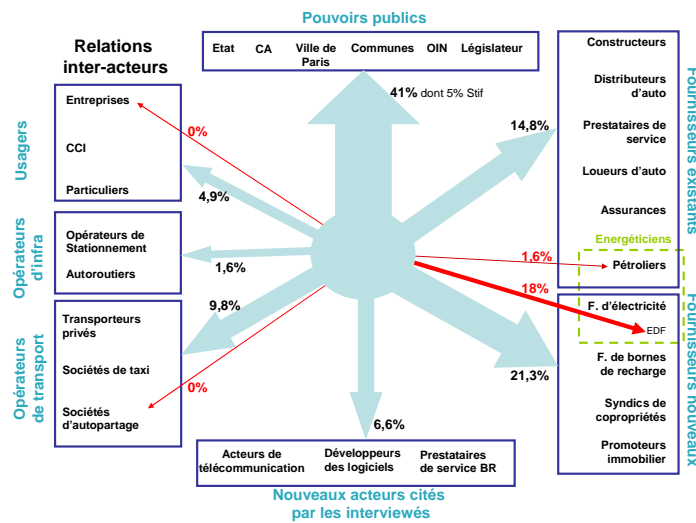 Pouvoirs publics
Relations
inter-acteurs
Etat
CA
Ville de
Paris
Communes
OIN
Législateur
41% dont 5% Stif
Usagers
Entreprises
CCI
Particuliers
0%
4,9%
Opérateurs
d'infra
Opérateurs de
Stationnement
Autoroutiers
1,6%
Opérateurs
de transport
Transporteurs
privés
Sociétés de taxi
Sociétés
d'autopartage
9,8%
0%
14,8%
Constructeurs
Distributeurs
d'auto
Prestataires de
service
Loueurs d'auto
Assurances
Energéticiens
Pétroliers
Fournisseurs existants
1,6%
18%
F. d'électricité
EDF
F. de bornes
de recharge
Syndics de
copropriétés
Promoteurs
immobilier
Fournisseurs nouveaux
21,3%
6,6%
Acteurs de
télécommunication
Développeurs
des logiciels
Prestataires
de service BR
Nouveaux acteurs cités
par les interviewés